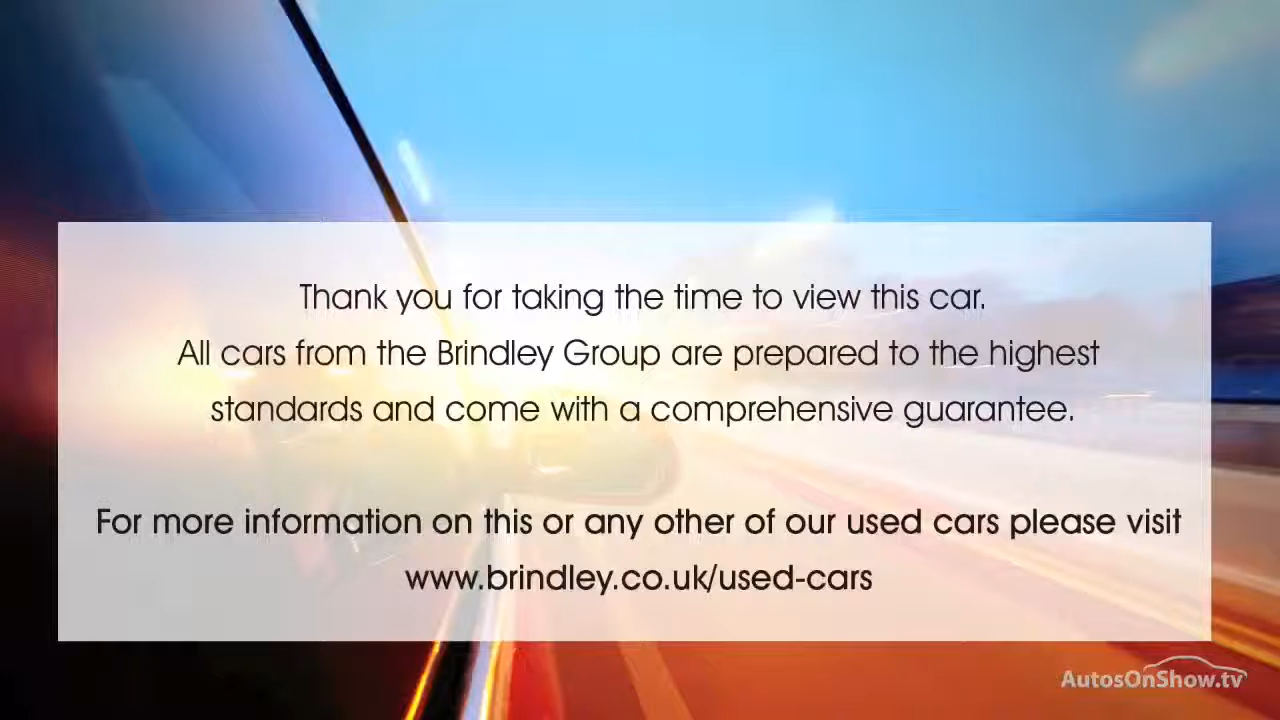 Thank you for taking the time to view this car.
All cars from the Brindley Group are prepared to the highest
standards and come with a comprehensive guarantee.
For more information on this or any other of our used cars please visit
www.brindley.co.uk/used-cars
AutosOnShow.tv